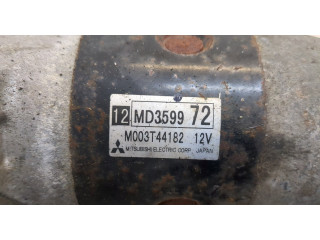 12 MD3599 72
M003T44182 12V
MITSUBISHI ELECTRIC CORP. JAPAN